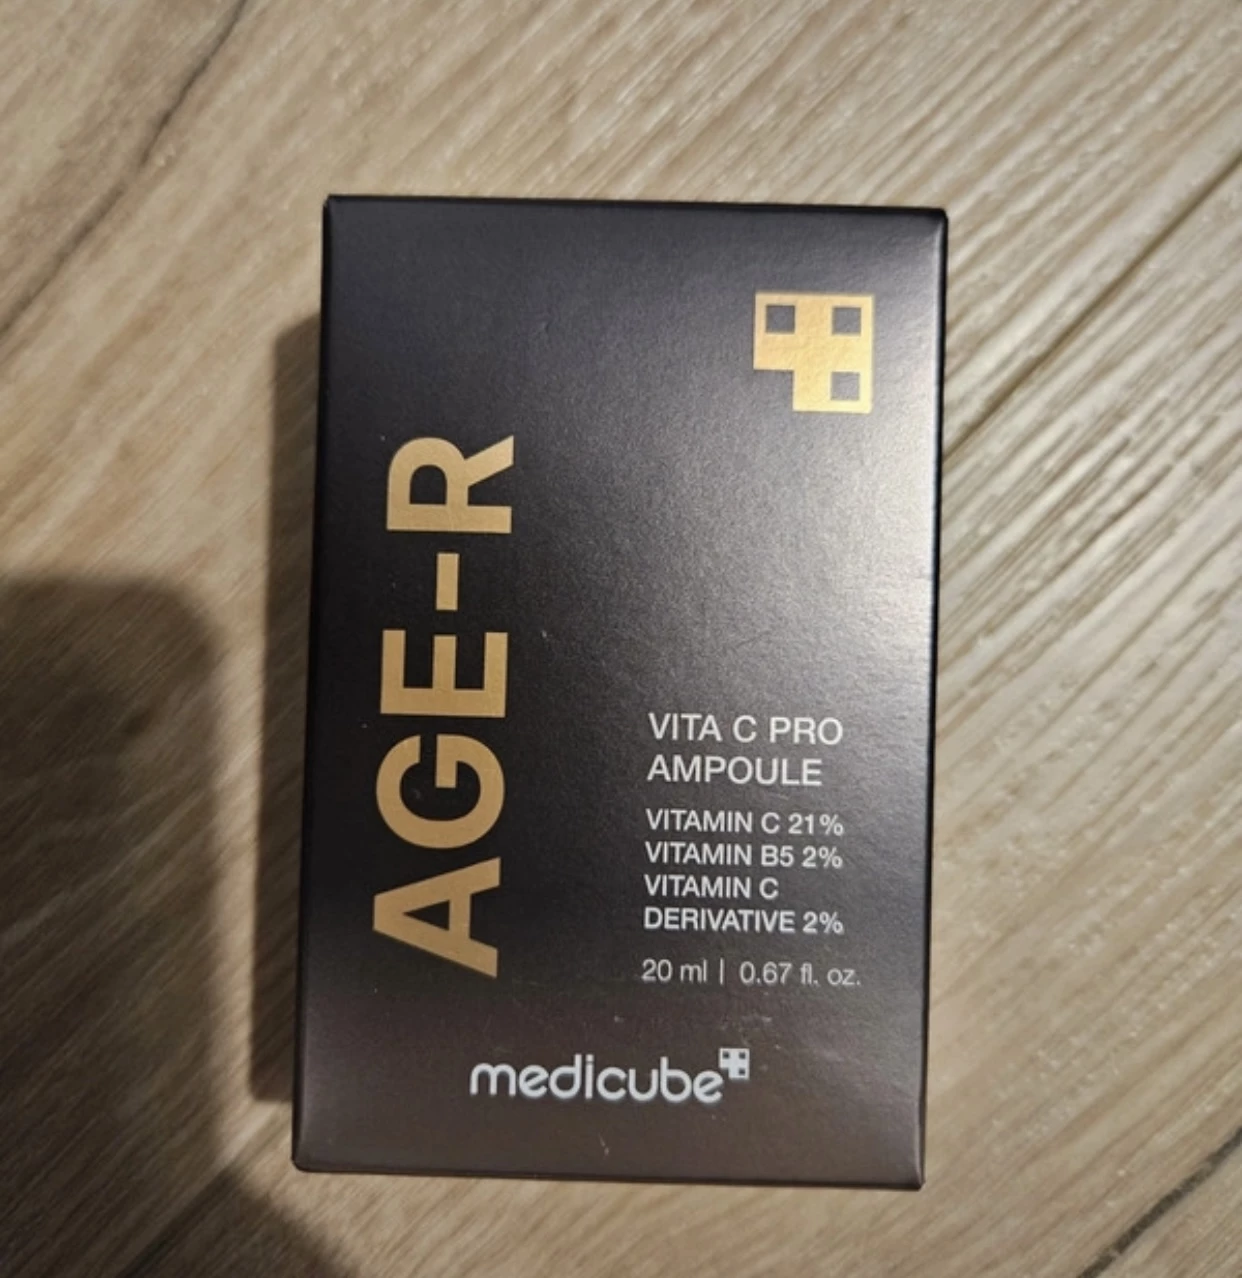 AGE-R
VITA C PRO
AMPOULE
VITAMIN C 21%
VITAMIN B5 2%
VITAMIN C
DERIVATIVE 2%
20 ml | 0.67 fl. oz.
medicube